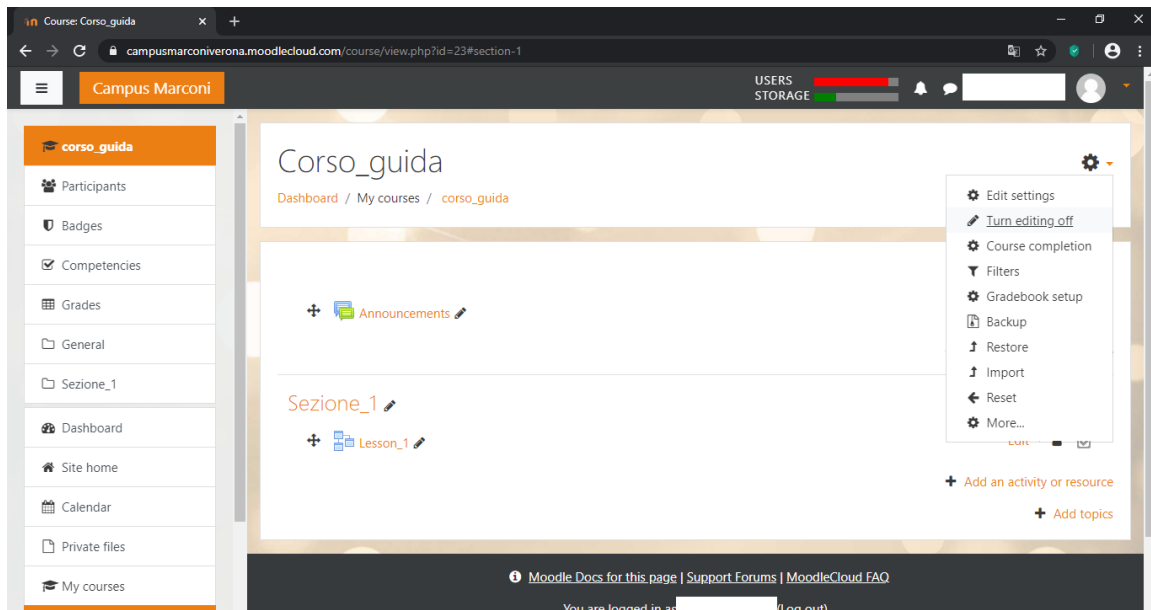 Course: Corso_guida
campusmarconiverona.moodlecloud.com/course/view.php?id=23#section-1
Campus Marconi
USERS
STORAGE
corso_guida
Participants
Badges
Competencies
Grades
General
Sezione_1
Dashboard
Site home
Calendar
Private files
My courses
Corso_guida
Dashboard / My courses / corso_guida
Edit settings
Turn editing off
Course completion
Filters
Gradebook setup
Backup
Restore
Import
Reset
More...
Announcements
Sezione_1
Lesson_1
Edit
Add an activity or resource
Add topics
Moodle Docs for this page | Support Forums | MoodleCloud FAQ
You are logged in as (Log out)